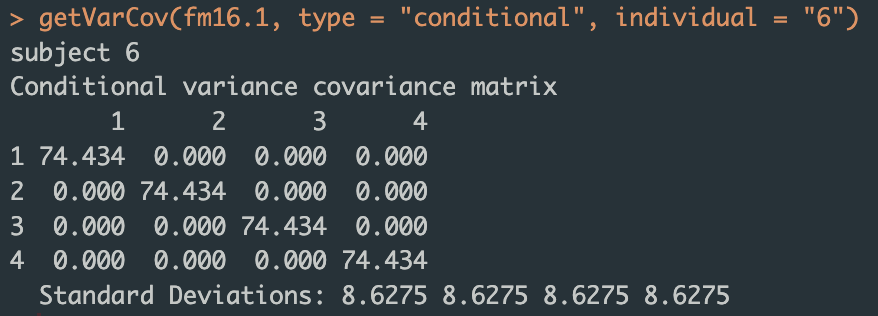 > getVarCov(fm16.1, type = "conditional", individual = "6")
subject 6
Conditional variance covariance matrix
       1      2      3      4
1 74.434  0.000  0.000  0.000
2  0.000 74.434  0.000  0.000
3  0.000  0.000 74.434  0.000
4  0.000  0.000  0.000 74.434
  Standard Deviations: 8.6275 8.6275 8.6275 8.6275